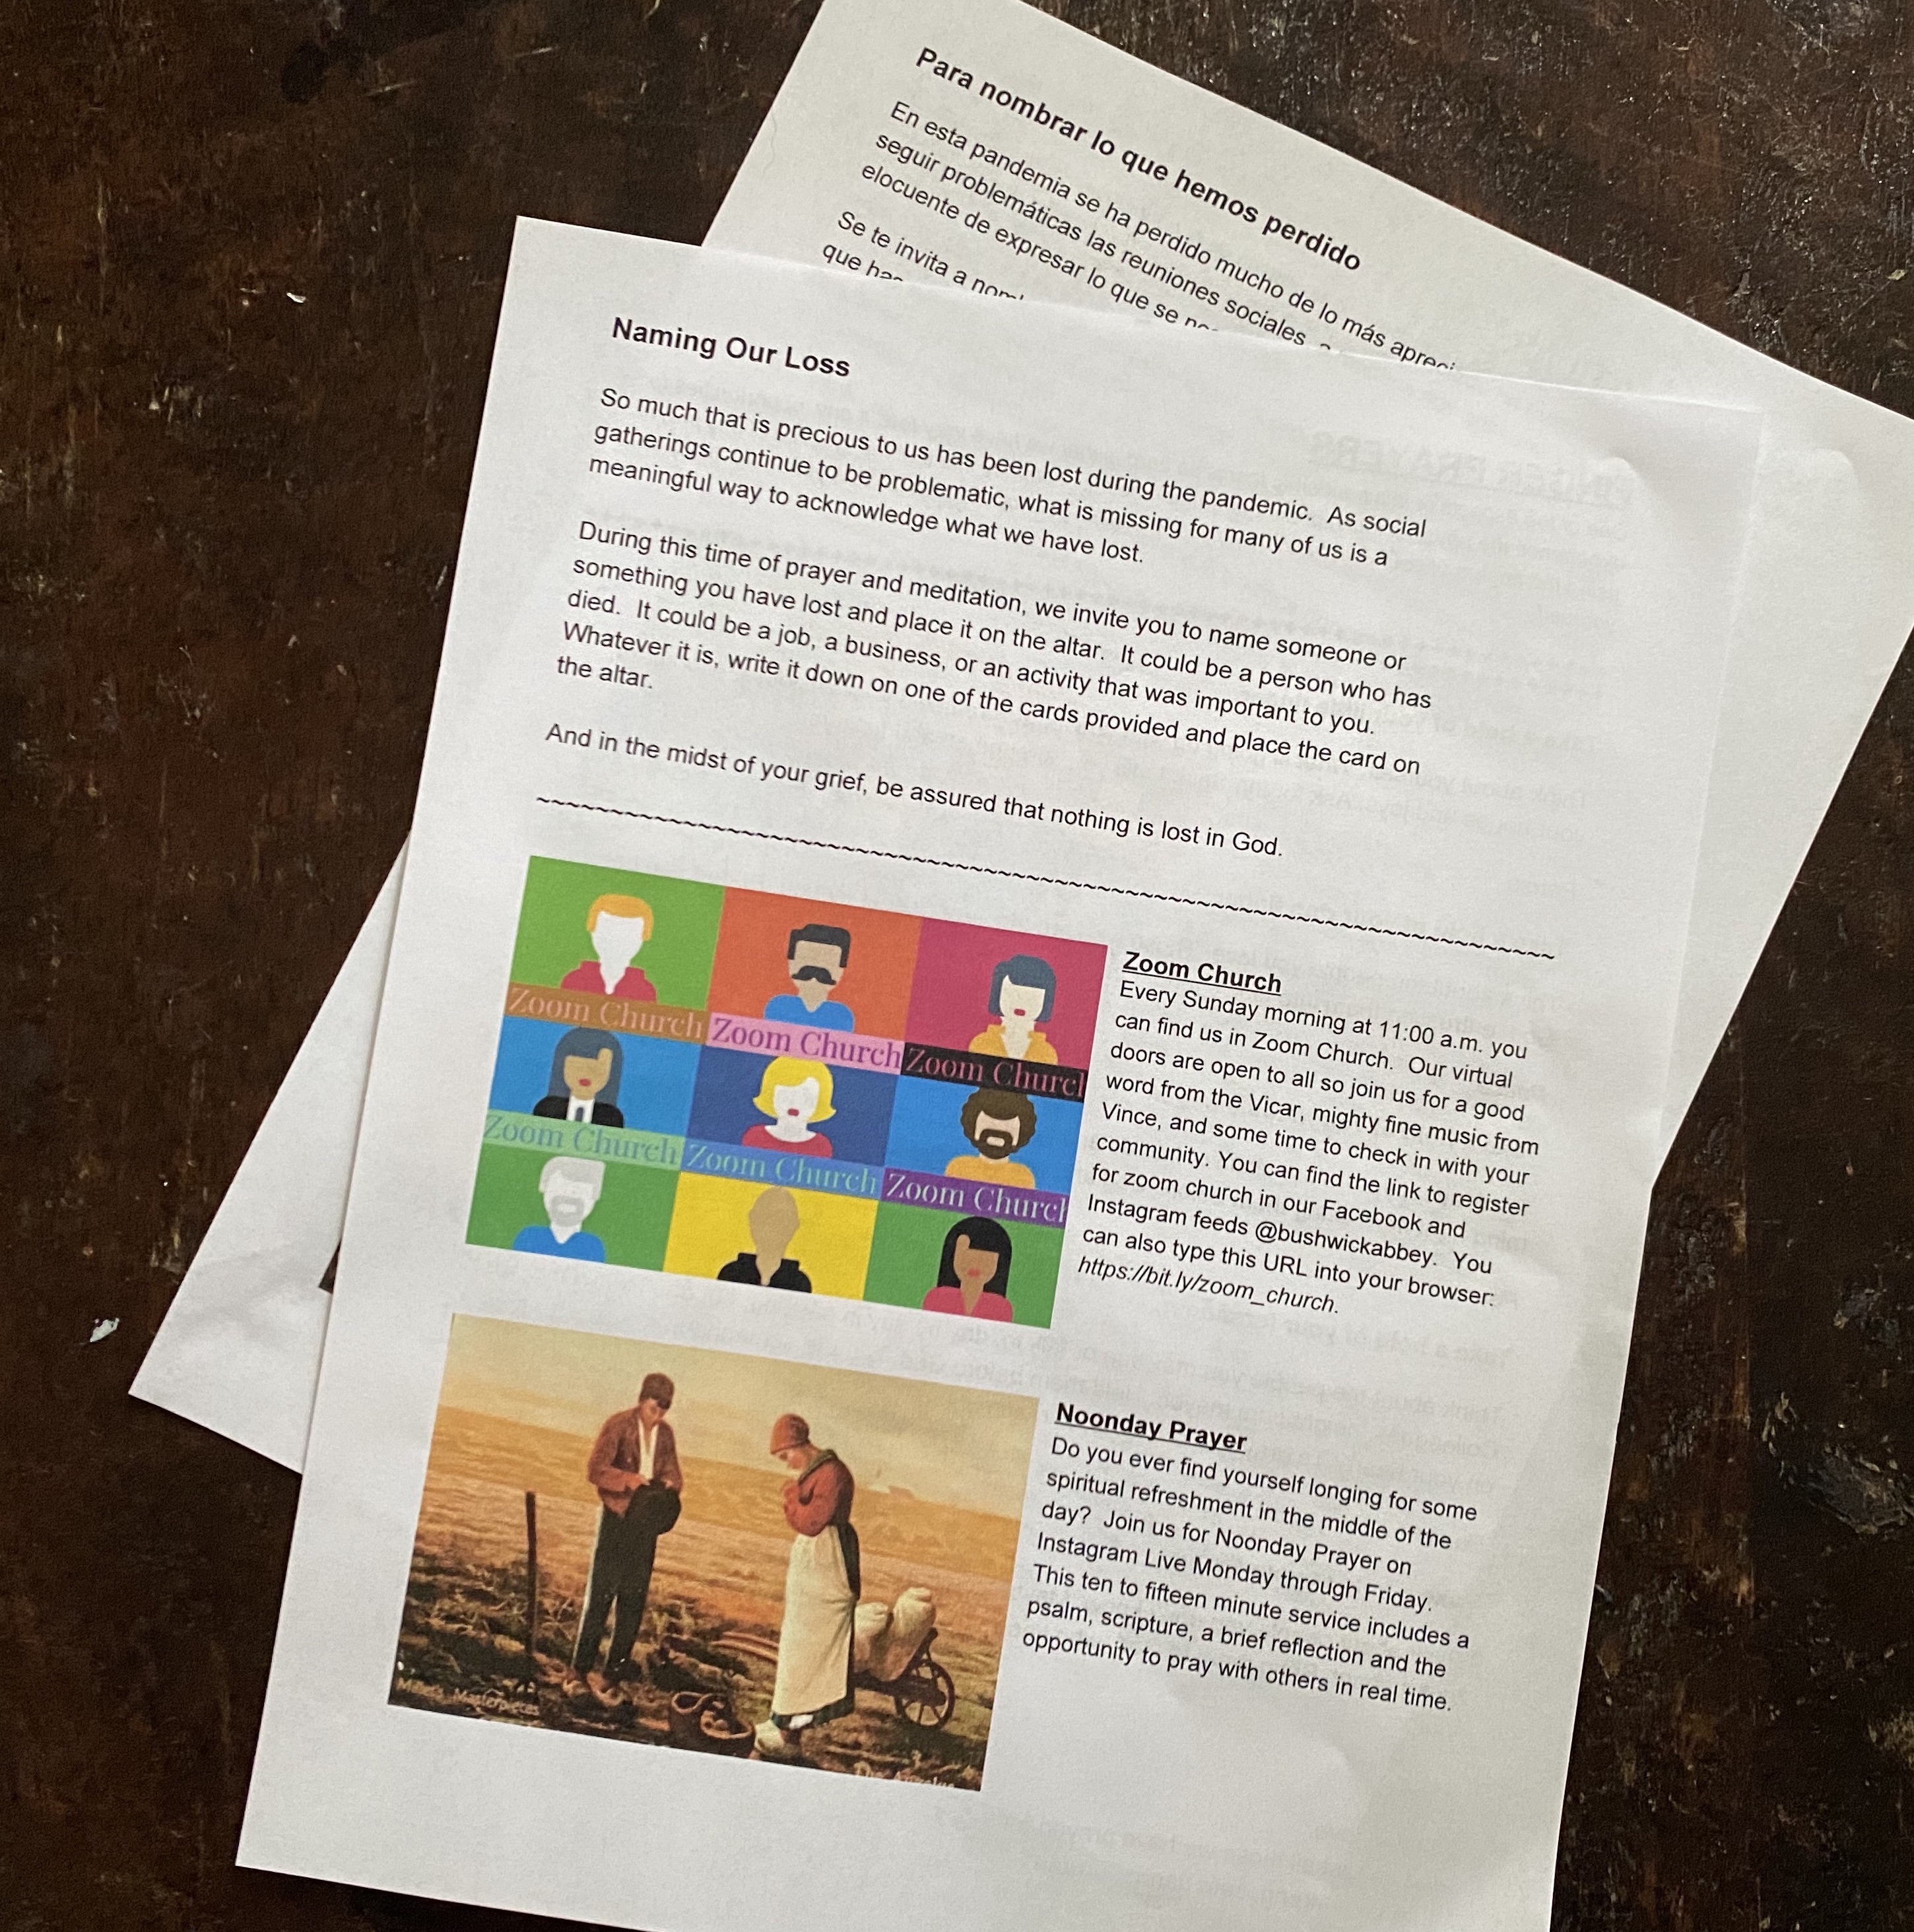 Para nombrar lo que hemos perdido
En esta pandemia se ha perdido mucho de lo más
seguir problemáticas las reuniones sociales,
elocuente de expresar lo que se
Se te invita a
que
Naming Our Loss
So much that is precious to us has been lost during the pandemic. As social
gatherings continue to be problematic, what is missing for many of us is a
meaningful way to acknowledge what we have lost.
During this time of prayer and meditation, we invite you to name someone or
something you have lost and place it on the altar. It could be a person who has
died. It could be a job, a business, or an activity that was important to you.
Whatever it is, write it down on one of the cards provided and place the card on
the altar.
And in the midst of your grief, be assured that nothing is lost in God.
Zoom Church
Zoom Church
Zoom Church
Zoom Church
Zoom Church
Zoom Church
Zoom Church
Every Sunday morning at 11:00 a.m. you
can find us in Zoom Church. Our virtual
doors are open to all so join us for a good
word from the Vicar, mighty fine music from
Vince, and some time to check in with your
community. You can find the link to register
for zoom church in our Facebook and
Instagram feeds @bushwickabbey. You
can also type this URL into your browser:
https://bit.ly/zoom_church.
Noonday Prayer
Do you ever find yourself longing for some
spiritual refreshment in the middle of the
day? Join us for Noonday Prayer on
Instagram Live Monday through Friday.
This ten to fifteen minute service includes a
psalm, scripture, a brief reflection and the
opportunity to pray with others in real time.